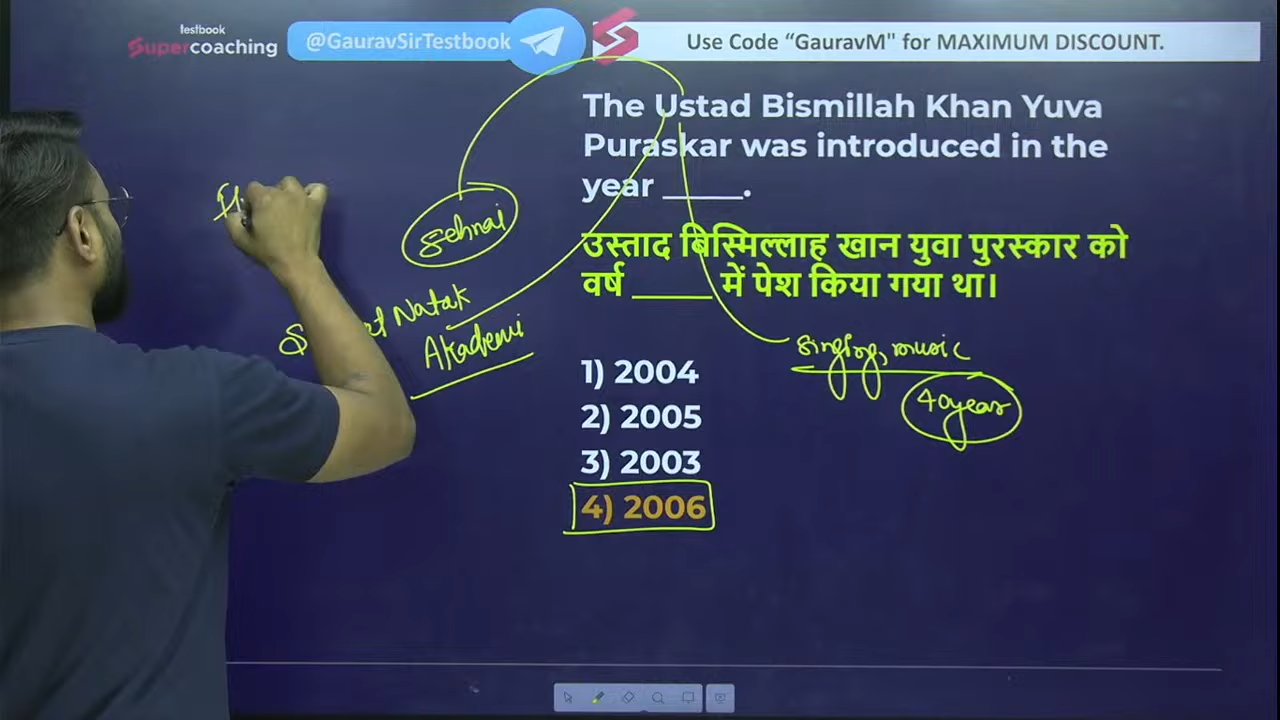 testbook
Supercoaching
@GauravSirTestbook
Use Code “GauravM" for MAXIMUM DISCOUNT.
The Ustad Bismillah Khan Yuva
Puraskar was introduced in the
year _____.
उस्ताद बिस्मिल्लाह खान युवा पुरस्कार को
वर्ष _____ में पेश किया गया था।
Sehnai
Natak
Akademi
singing, music
40year
1) 2004
2) 2005
3) 2003
4) 2006